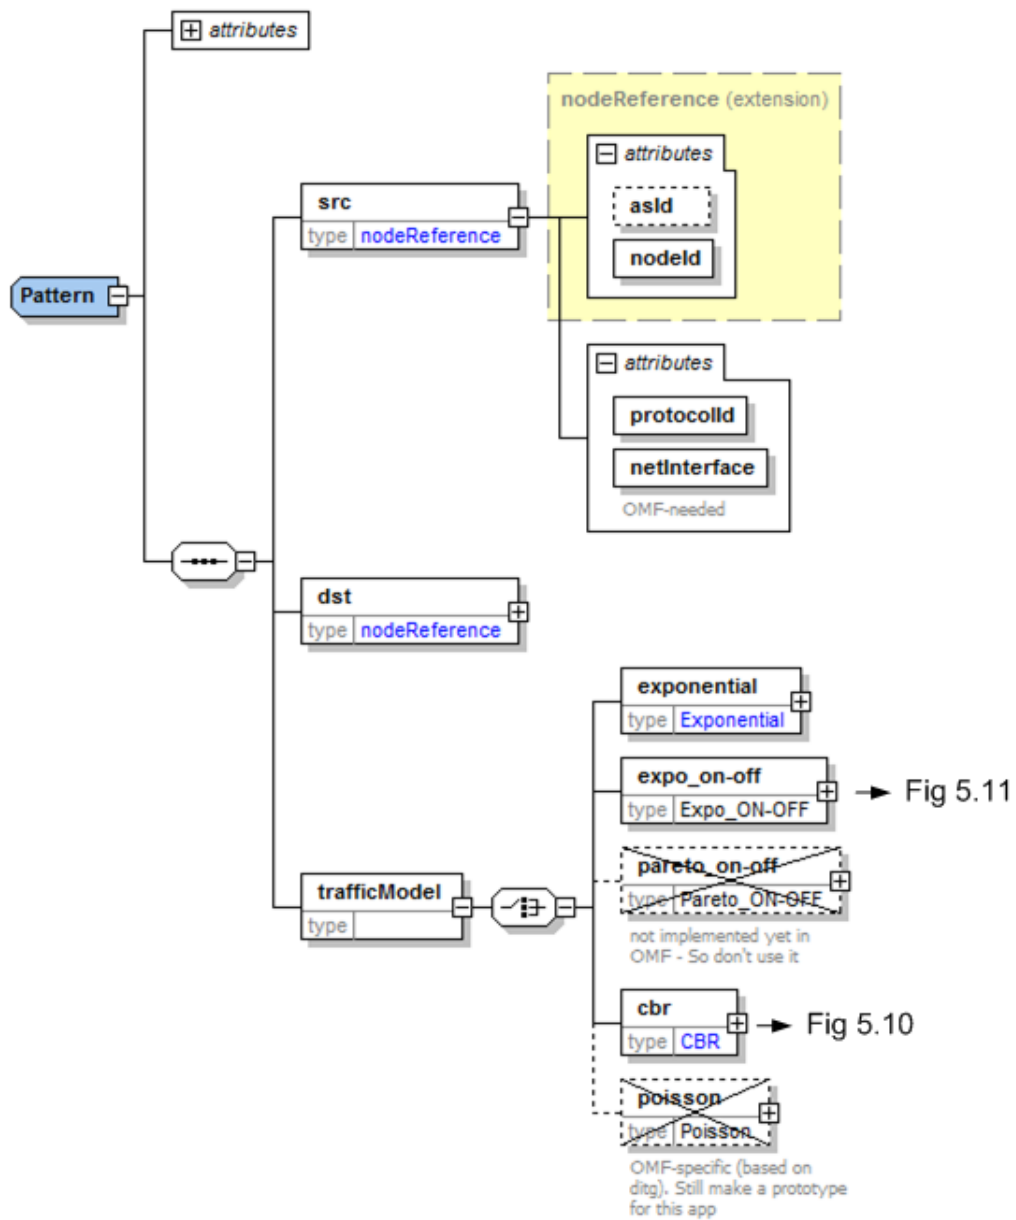 attributes
nodeReference (extension)
attributes
asId
nodeId
src
type nodeReference
Pattern
attributes
protocolId
netInterface
OMF-needed
dst
type nodeReference
exponential
type Exponential
expo_on-off
type Expo_ON-OFF
Fig 5.11
pareto_on-off
type Pareto_ON-OFF
not implemented yet in
OMF - So don't use it
trafficModel
type
cbr
type CBR
Fig 5.10
poisson
type Poisson
OMF-specific (based on
ditg). Still make a prototype
for this app